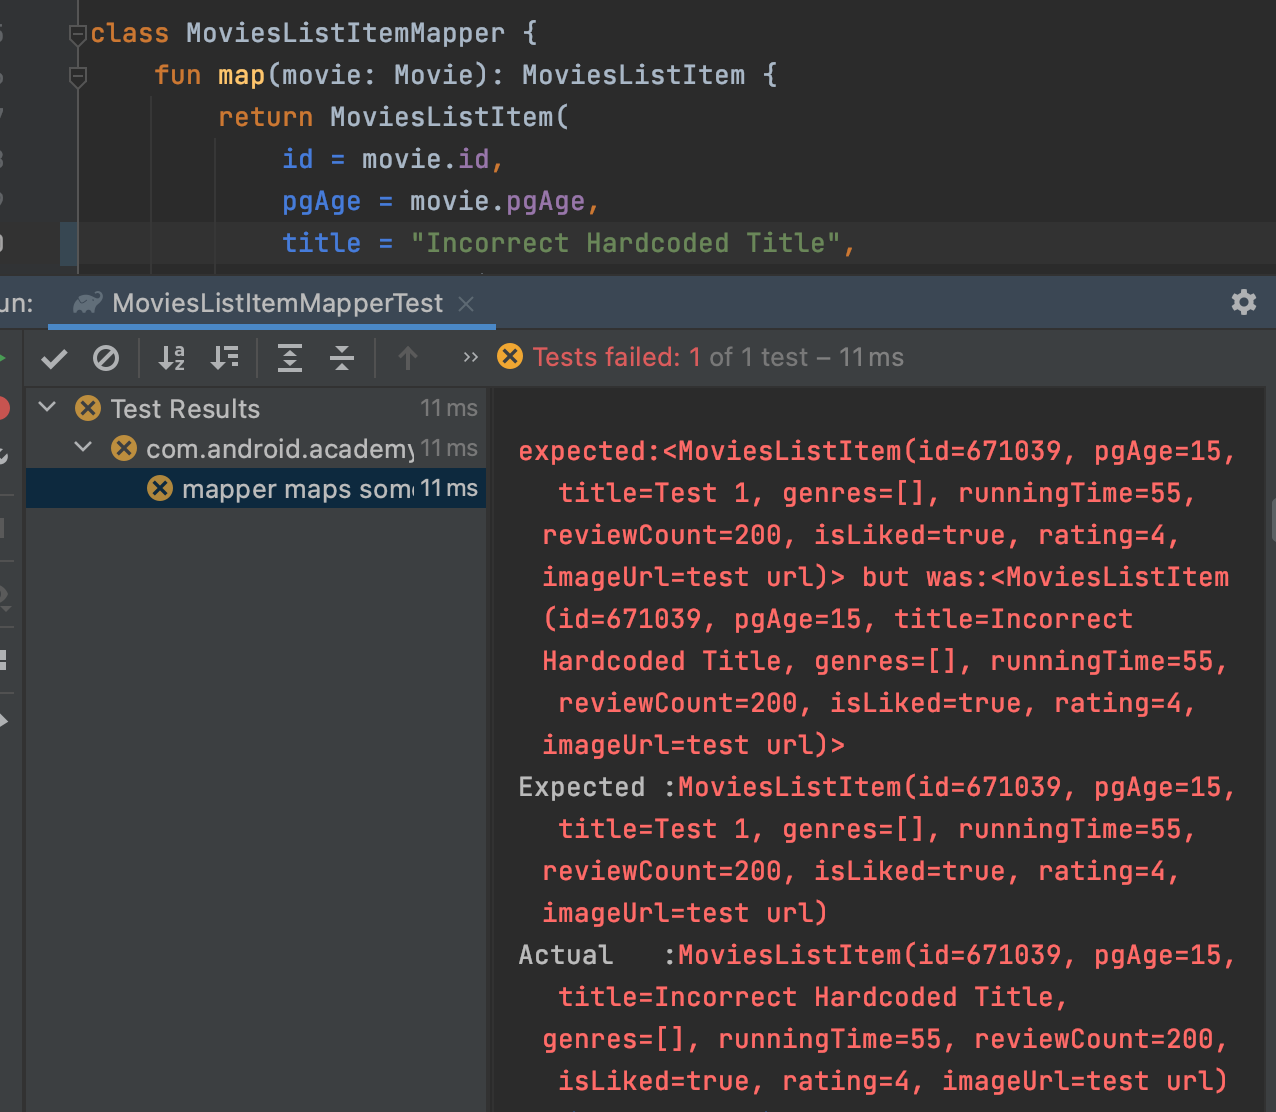 class MoviesListItemMapper {
fun map(movie: Movie): MoviesListItem {
return MoviesListItem(
id = movie.id,
pgAge = movie.pgAge,
title = "Incorrect Hardcoded Title",
un:
MoviesListItemMapperTest
Tests failed: 1 of 1 test – 11 ms
Test Results 11 ms
com.android.academy 11 ms
mapper maps som 11 ms
expected:<MoviesListItem(id=671039, pgAge=15,
title=Test 1, genres=[], runningTime=55,
reviewCount=200, isLiked=true, rating=4,
imageUrl=test url)> but was:<MoviesListItem
(id=671039, pgAge=15, title=Incorrect
Hardcoded Title, genres=[], runningTime=55,
reviewCount=200, isLiked=true, rating=4,
imageUrl=test url)>
Expected :MoviesListItem(id=671039, pgAge=15,
title=Test 1, genres=[], runningTime=55,
reviewCount=200, isLiked=true, rating=4,
imageUrl=test url)
Actual   :MoviesListItem(id=671039, pgAge=15,
title=Incorrect Hardcoded Title,
genres=[], runningTime=55, reviewCount=200,
isLiked=true, rating=4, imageUrl=test url)